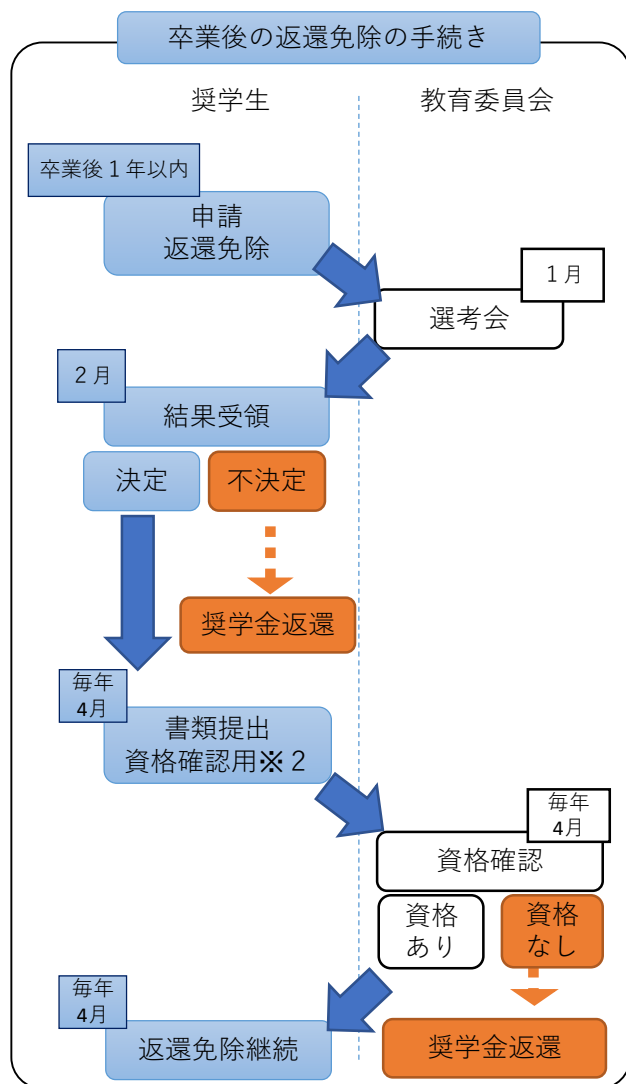 卒業後の返還免除の手続き
奨学生
教育委員会
卒業後1年以内
申請
返還免除
1月
選考会
2月
結果受領
決定
不決定
奨学金返還
毎年
4月
書類提出
資格確認用※2
毎年
4月
資格確認
資格
あり
資格
なし
毎年
4月
返還免除継続
奨学金返還